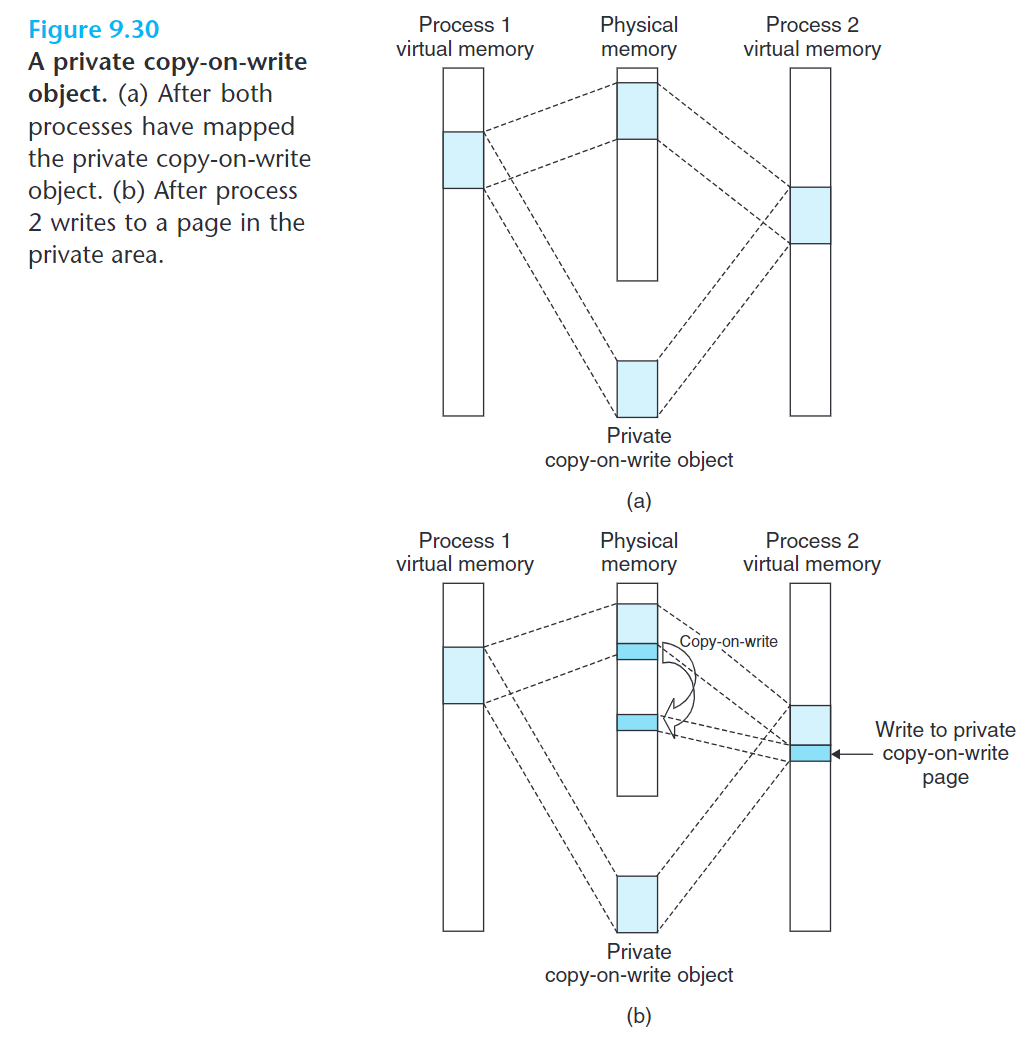 Figure 9.30
A private copy-on-write
object. (a) After both
processes have mapped
the private copy-on-write
object. (b) After process
2 writes to a page in the
private area.
Process 1
virtual memory
Physical
memory
Process 2
virtual memory
Private
copy-on-write object
(a)
Process 1
virtual memory
Physical
memory
Process 2
virtual memory
Copy-on-write
Write to private
copy-on-write
page
Private
copy-on-write object
(b)